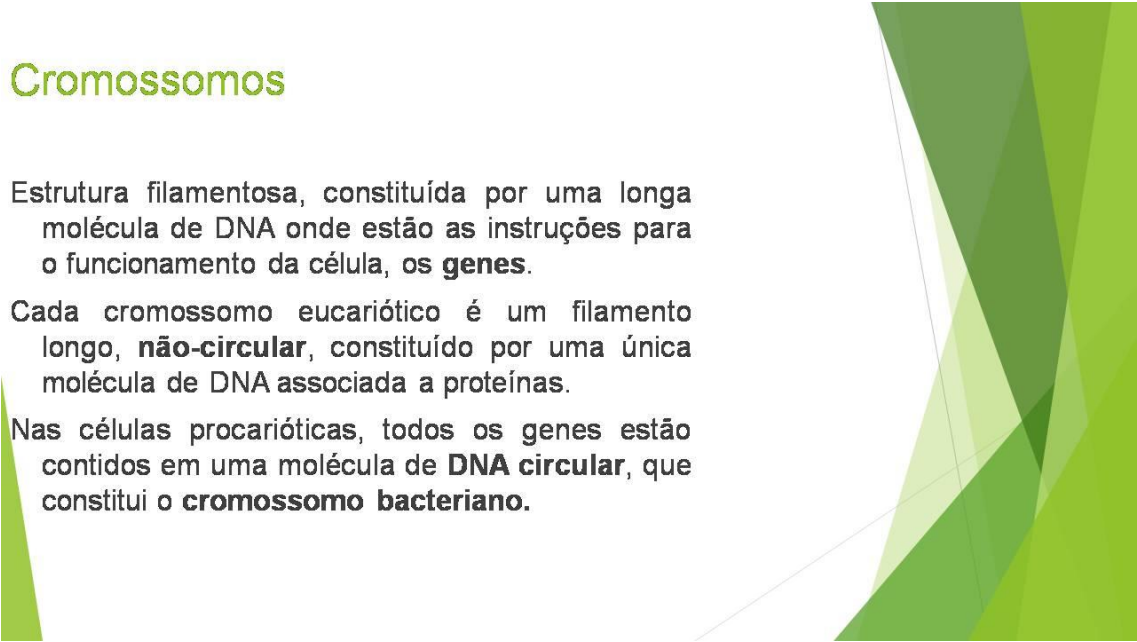 Cromossomos
Estrutura filamentosa, constituída por uma longa
molécula de DNA onde estão as instruções para
o funcionamento da célula, os genes.
Cada cromossomo eucariótico é um filamento
longo, não-circular, constituído por uma única
molécula de DNA associada a proteínas.
Nas células procarióticas, todos os genes estão
contidos em uma molécula de DNA circular, que
constitui o cromossomo bacteriano.